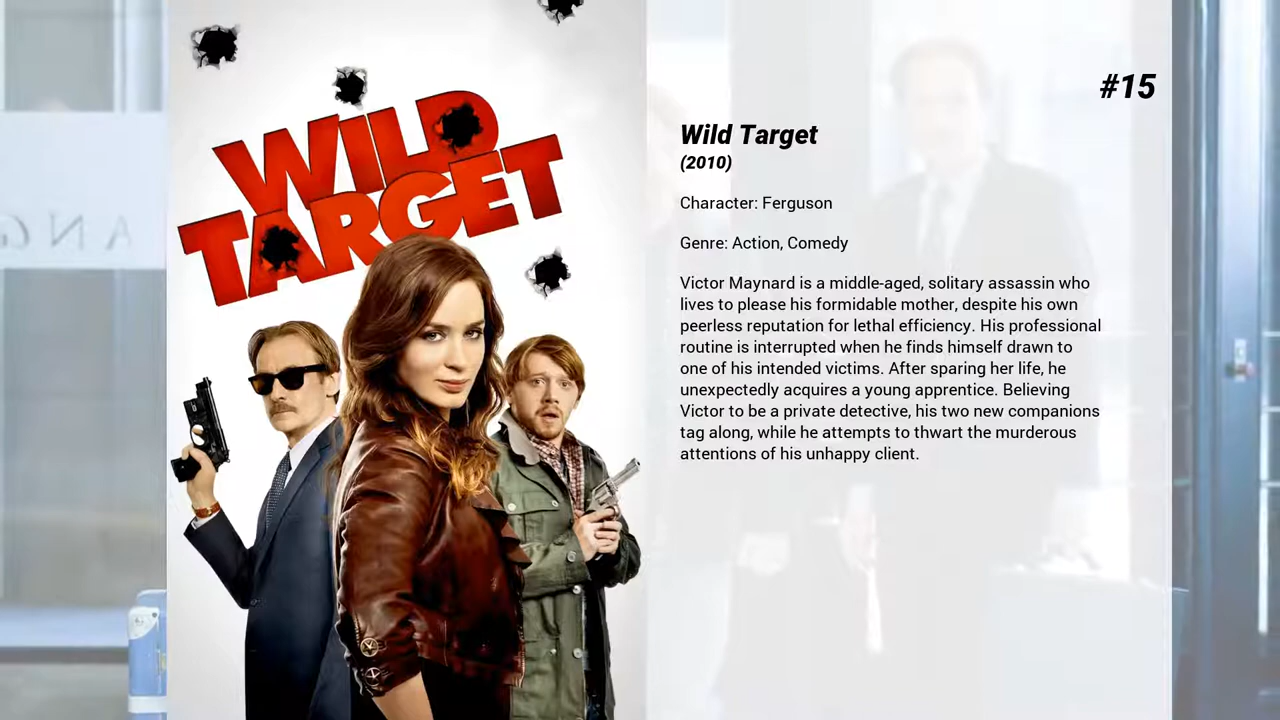 WILD
TARGET
#15
Wild Target
(2010)
Character: Ferguson
Genre: Action, Comedy
Victor Maynard is a middle-aged, solitary assassin who
lives to please his formidable mother, despite his own
peerless reputation for lethal efficiency. His professional
routine is interrupted when he finds himself drawn to
one of his intended victims. After sparing her life, he
unexpectedly acquires a young apprentice. Believing
Victor to be a private detective, his two new companions
tag along, while he attempts to thwart the murderous
attentions of his unhappy client.